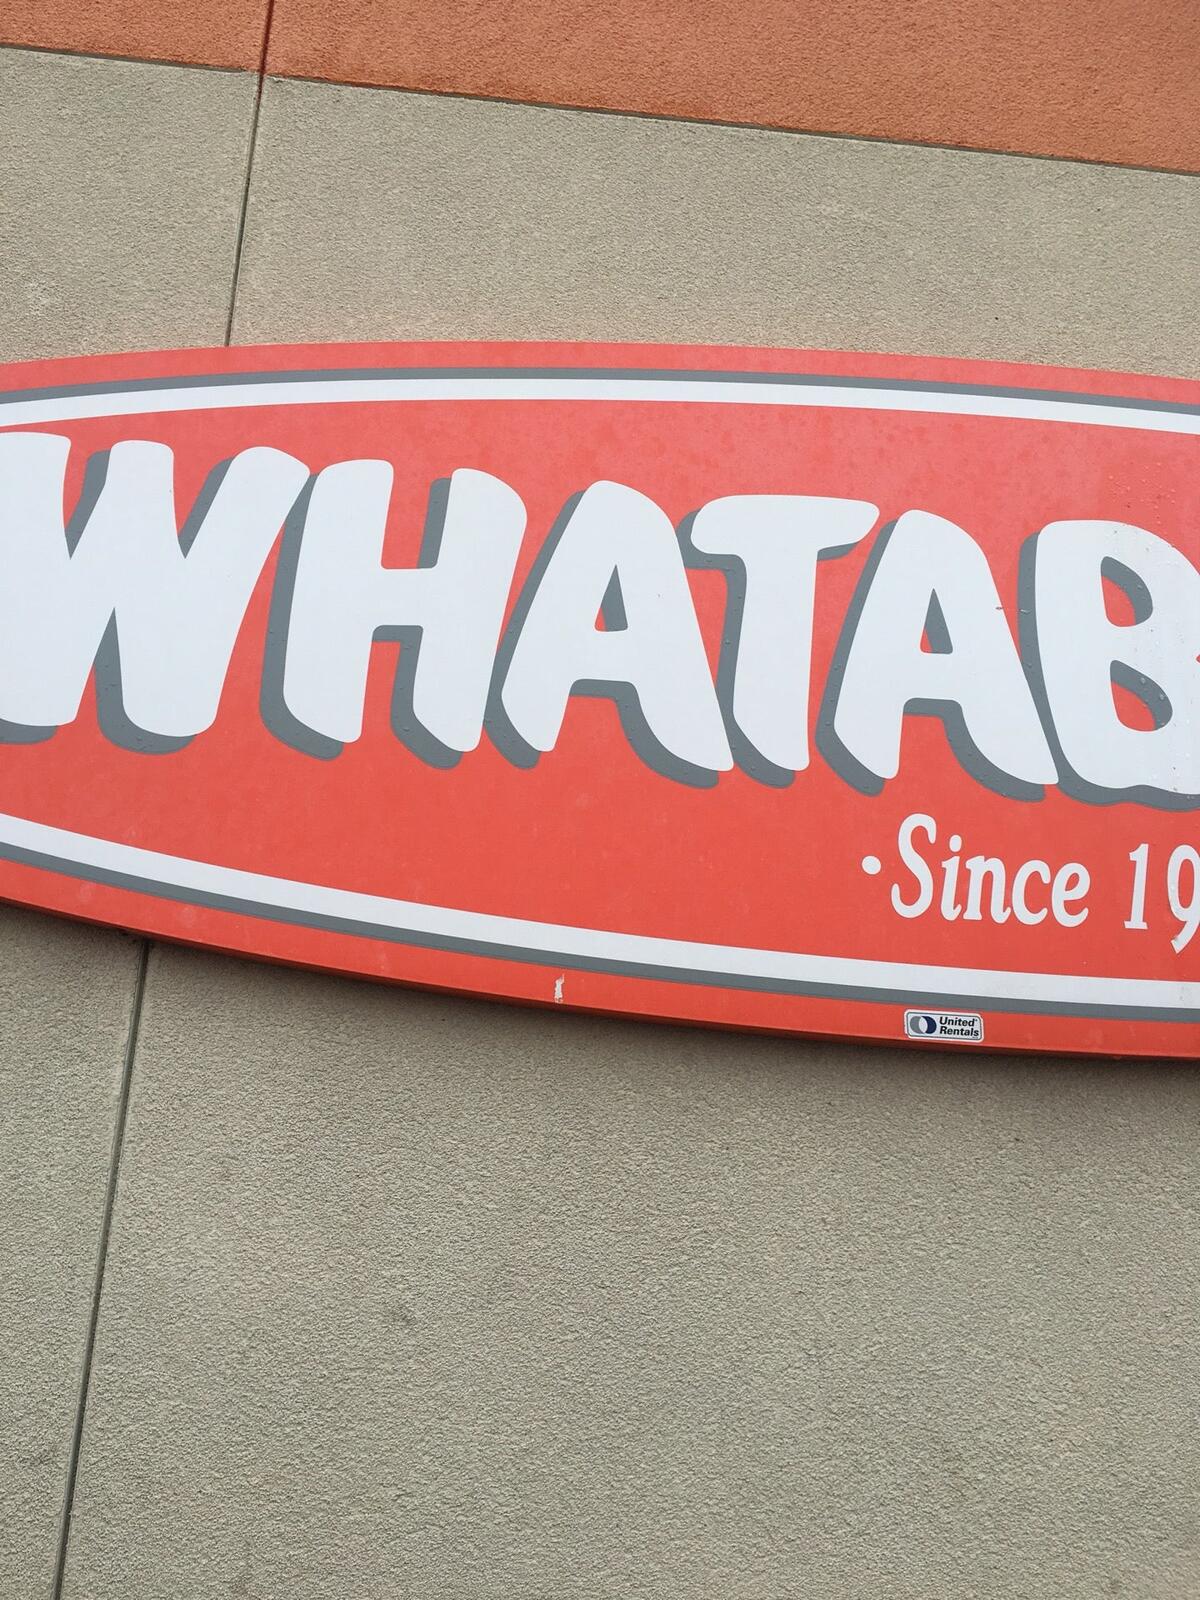 WHATAB
•Since 19
United
Rentals